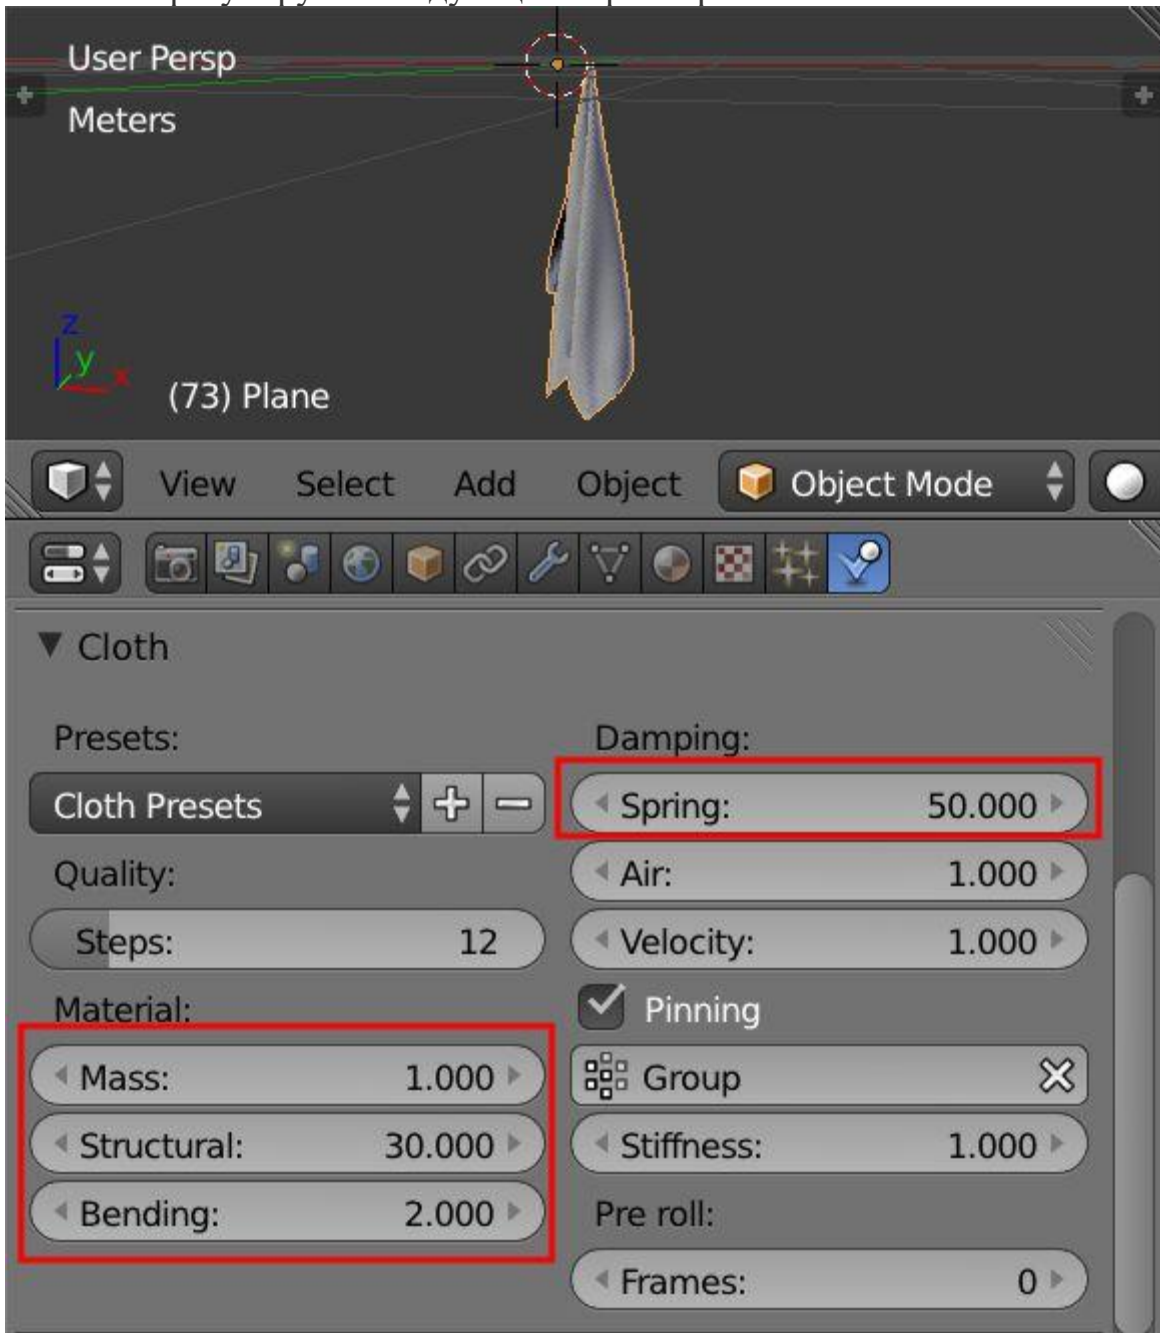 User Persp
Meters
z
y
x
(73) Plane
View Select Add Object Object Mode
Cloth
Presets:
Cloth Presets
Quality:
Steps: 12
Material:
Mass: 1.000
Structural: 30.000
Bending: 2.000
Damping:
Spring: 50.000
Air: 1.000
Velocity: 1.000
Pinning
Group
Stiffness: 1.000
Pre roll:
Frames: 0